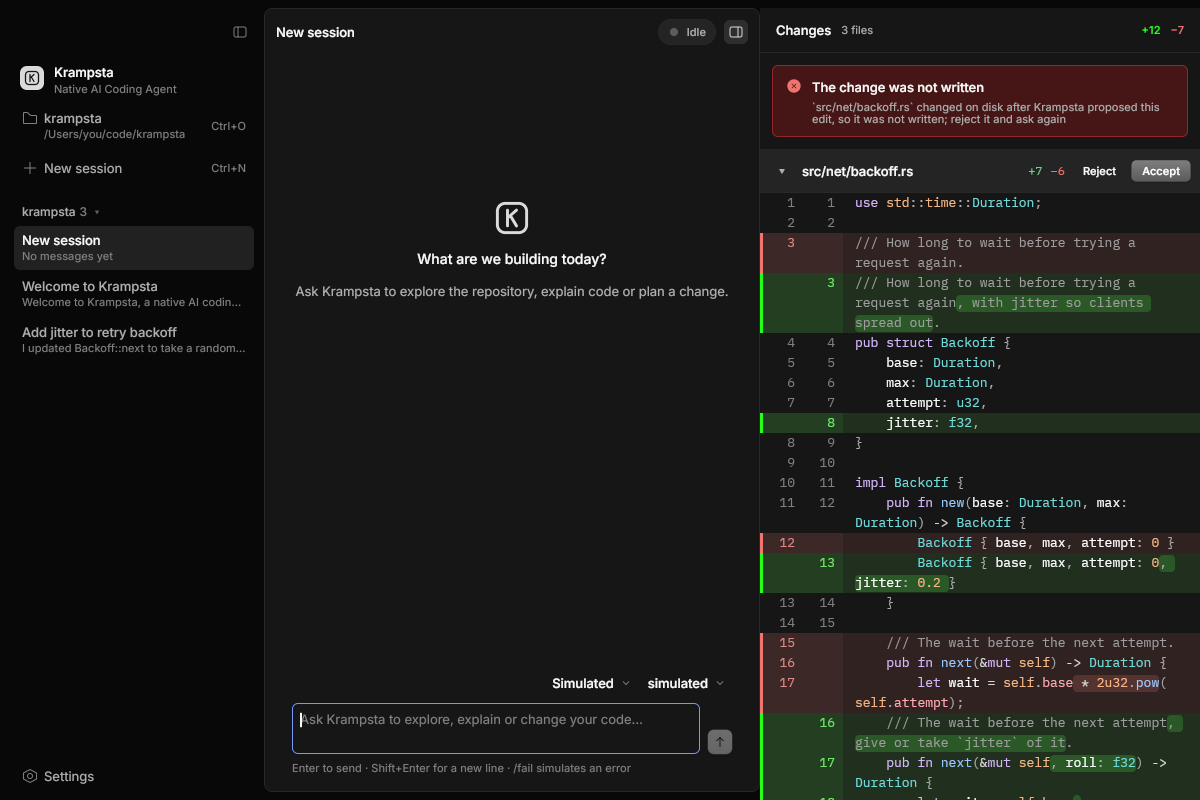 Krampsta
Native AI Coding Agent
krampsta
/Users/you/code/krampsta
Ctrl+O
New session
Ctrl+N
krampsta 3
New session
No messages yet
Welcome to Krampsta
Welcome to Krampsta, a native AI codin...
Add jitter to retry backoff
I updated Backoff::next to take a random...
Settings
New session
Idle
K
What are we building today?
Ask Krampsta to explore the repository, explain code or plan a change.
Simulated
simulated
Ask Krampsta to explore, explain or change your code...
Enter to send · Shift+Enter for a new line · /fail simulates an error
Changes 3 files +12 −7
The change was not written
`src/net/backoff.rs` changed on disk after Krampsta proposed this
edit, so it was not written; reject it and ask again
src/net/backoff.rs +7 −6 Reject Accept
1 1 use std::time::Duration;
2 2
3 /// How long to wait before trying a
request again.
3 /// How long to wait before trying a
request again, with jitter so clients
spread out.
4 4 pub struct Backoff {
5 5 base: Duration,
6 6 max: Duration,
7 7 attempt: u32,
8 jitter: f32,
8 9 }
9 10
10 11 impl Backoff {
11 12 pub fn new(base: Duration, max:
Duration) -> Backoff {
12 Backoff { base, max, attempt: 0 }
13 Backoff { base, max, attempt: 0,
jitter: 0.2 }
13 14 }
14 15
15 /// The wait before the next attempt.
16 pub fn next(&mut self) -> Duration {
17 let wait = self.base * 2u32.pow(
self.attempt);
16 /// The wait before the next attempt,
give or take `jitter` of it.
17 pub fn next(&mut self, roll: f32) ->
Duration {